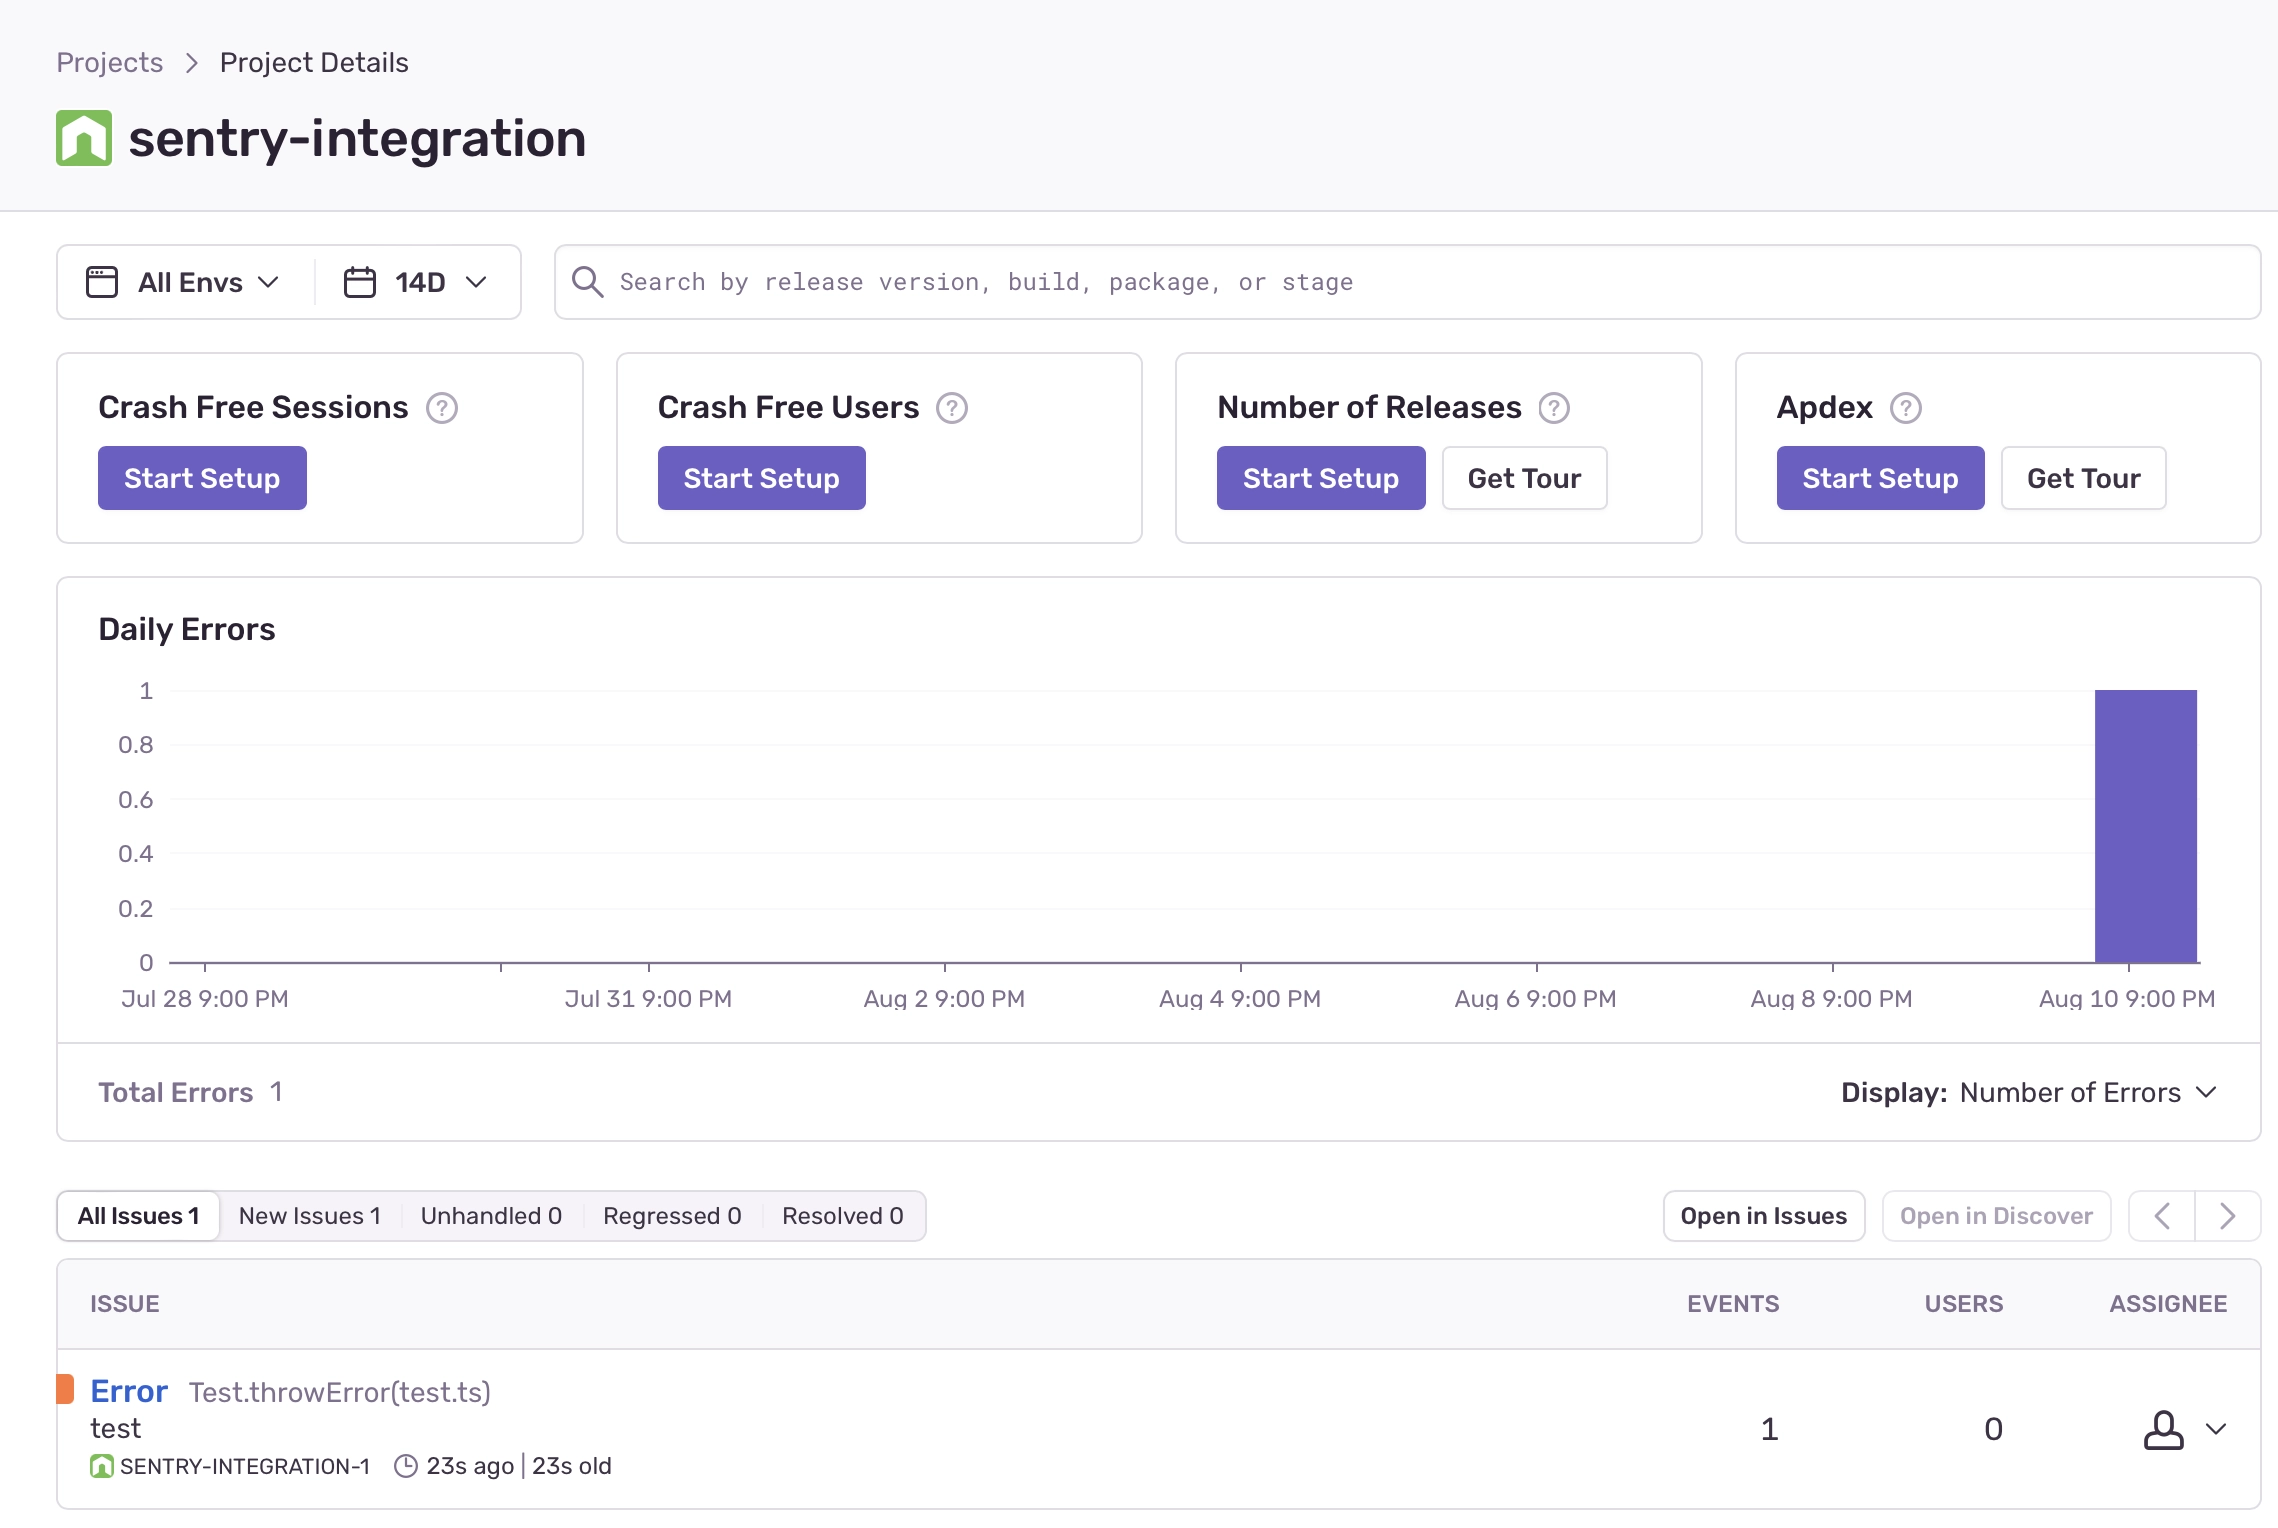 Projects > Project Details
sentry-integration
All Envs 14D Search by release version, build, package, or stage
Crash Free Sessions ?
Start Setup
Crash Free Users ?
Start Setup
Number of Releases ?
Start Setup Get Tour
Apdex ?
Start Setup Get Tour
Daily Errors
1
0.8
0.6
0.4
0.2
0
Jul 28 9:00 PM Jul 31 9:00 PM Aug 2 9:00 PM Aug 4 9:00 PM Aug 6 9:00 PM Aug 8 9:00 PM Aug 10 9:00 PM
Total Errors 1 Display: Number of Errors
All Issues 1 New Issues 1 Unhandled 0 Regressed 0 Resolved 0 Open in Issues Open in Discover
ISSUE EVENTS USERS ASSIGNEE
Error Test.throwError(test.ts)
test 1 0
SENTRY-INTEGRATION-1 23s ago | 23s old